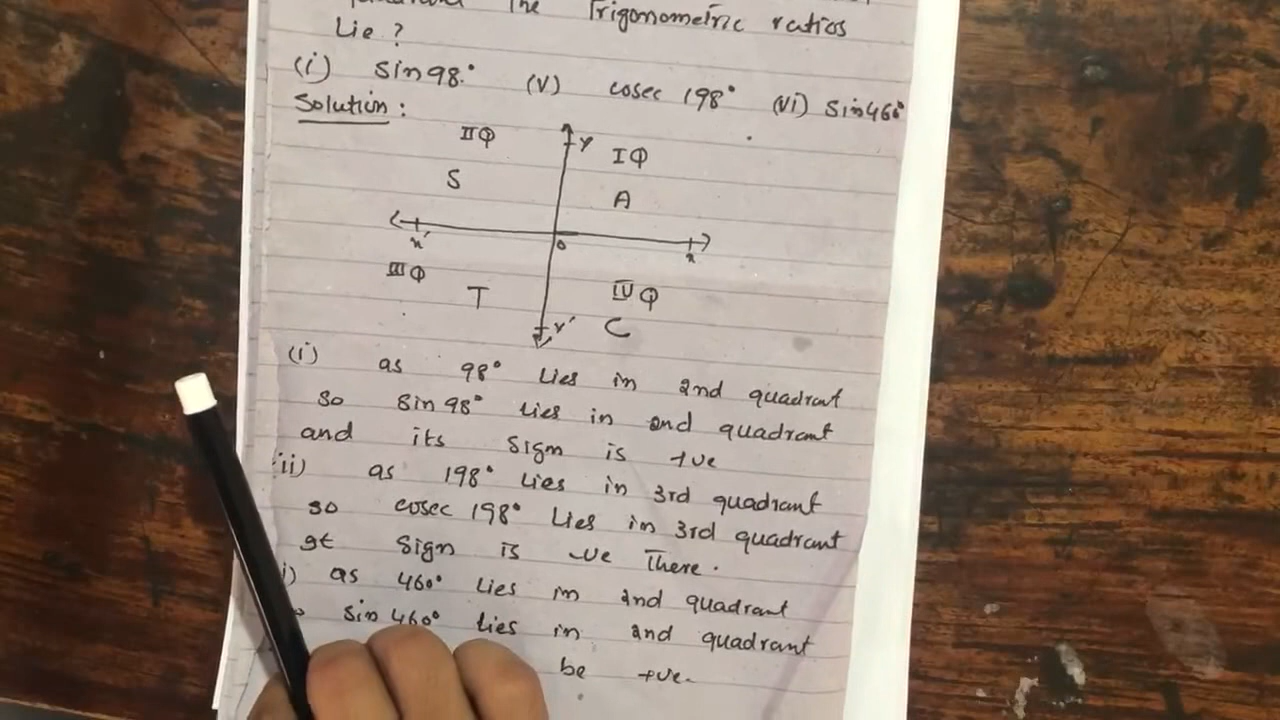 the Trigonometric ratios
Lie ?
(i) sin 98° (V) cosec 198° (VI) Sin 460°
Solution :
II Q
Y
I Q
S
A
x'
o
x
III Q
T
IV Q
Y'
C
(i) as 98° Lies in 2nd quadrant
so sin 98° lies in 2nd quadrant
and its sign is +ve
ii) as 198° Lies in 3rd quadrant
so cosec 198° Lies in 3rd quadrant
It sign is -ve There.
i) as 460° Lies in 2nd quadrant
sin 460° lies in 2nd quadrant
be +ve.